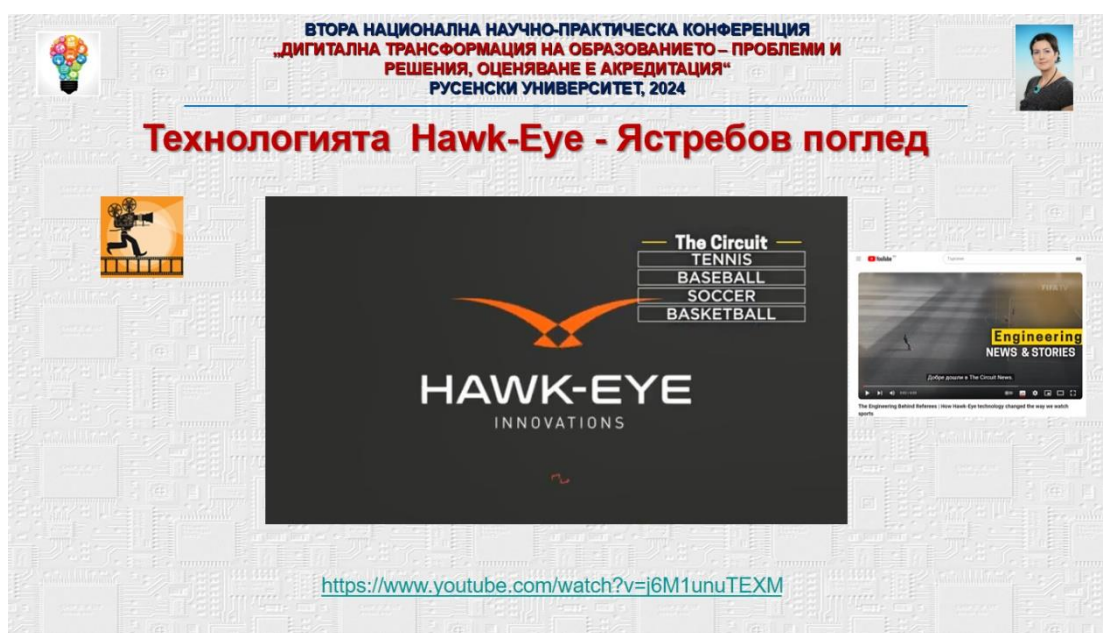 ВТОРА НАЦИОНАЛНА НАУЧНО-ПРАКТИЧЕСКА КОНФЕРЕНЦИЯ
„ДИГИТАЛНА ТРАНСФОРМАЦИЯ НА ОБРАЗОВАНИЕТО – ПРОБЛЕМИ И
РЕШЕНИЯ, ОЦЕНЯВАНЕ Е АКРЕДИТАЦИЯ“
РУСЕНСКИ УНИВЕРСИТЕТ, 2024
Технологията Hawk-Eye - Ястребов поглед
The Circuit
TENNIS
BASEBALL
SOCCER
BASKETBALL
HAWK-EYE
INNOVATIONS
YouTube
Търсене
Engineering
NEWS & STORIES
Добре дошли в The Circuit News.
The Engineering Behind Referees : How Hawk-Eye technology changed the way we watch
sports
https://www.youtube.com/watch?v=j6M1unuTEXM